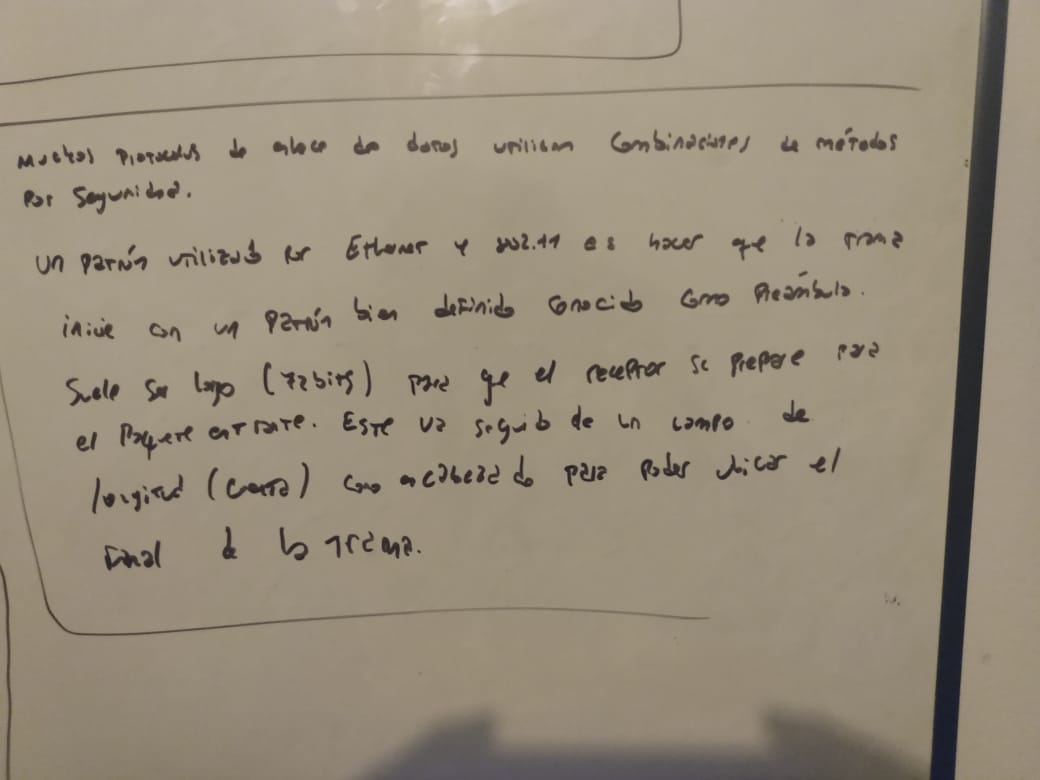 Muchos Protocolos de enlace de datos utilizan Combinaciones de métodos
Por Seguridad.
Un Patrón utilizado por Ethernet y 802.11 es hacer que la trama
inicie con un Patrón bien definido Conocido Como Preámbulo.
Suele Ser largo (72bits) para que el receptor se Prepare para
el Paquete entrante. Este va seguido de un campo de
longitud (cuenta) como encabezado para poder ubicar el
final de la trama.